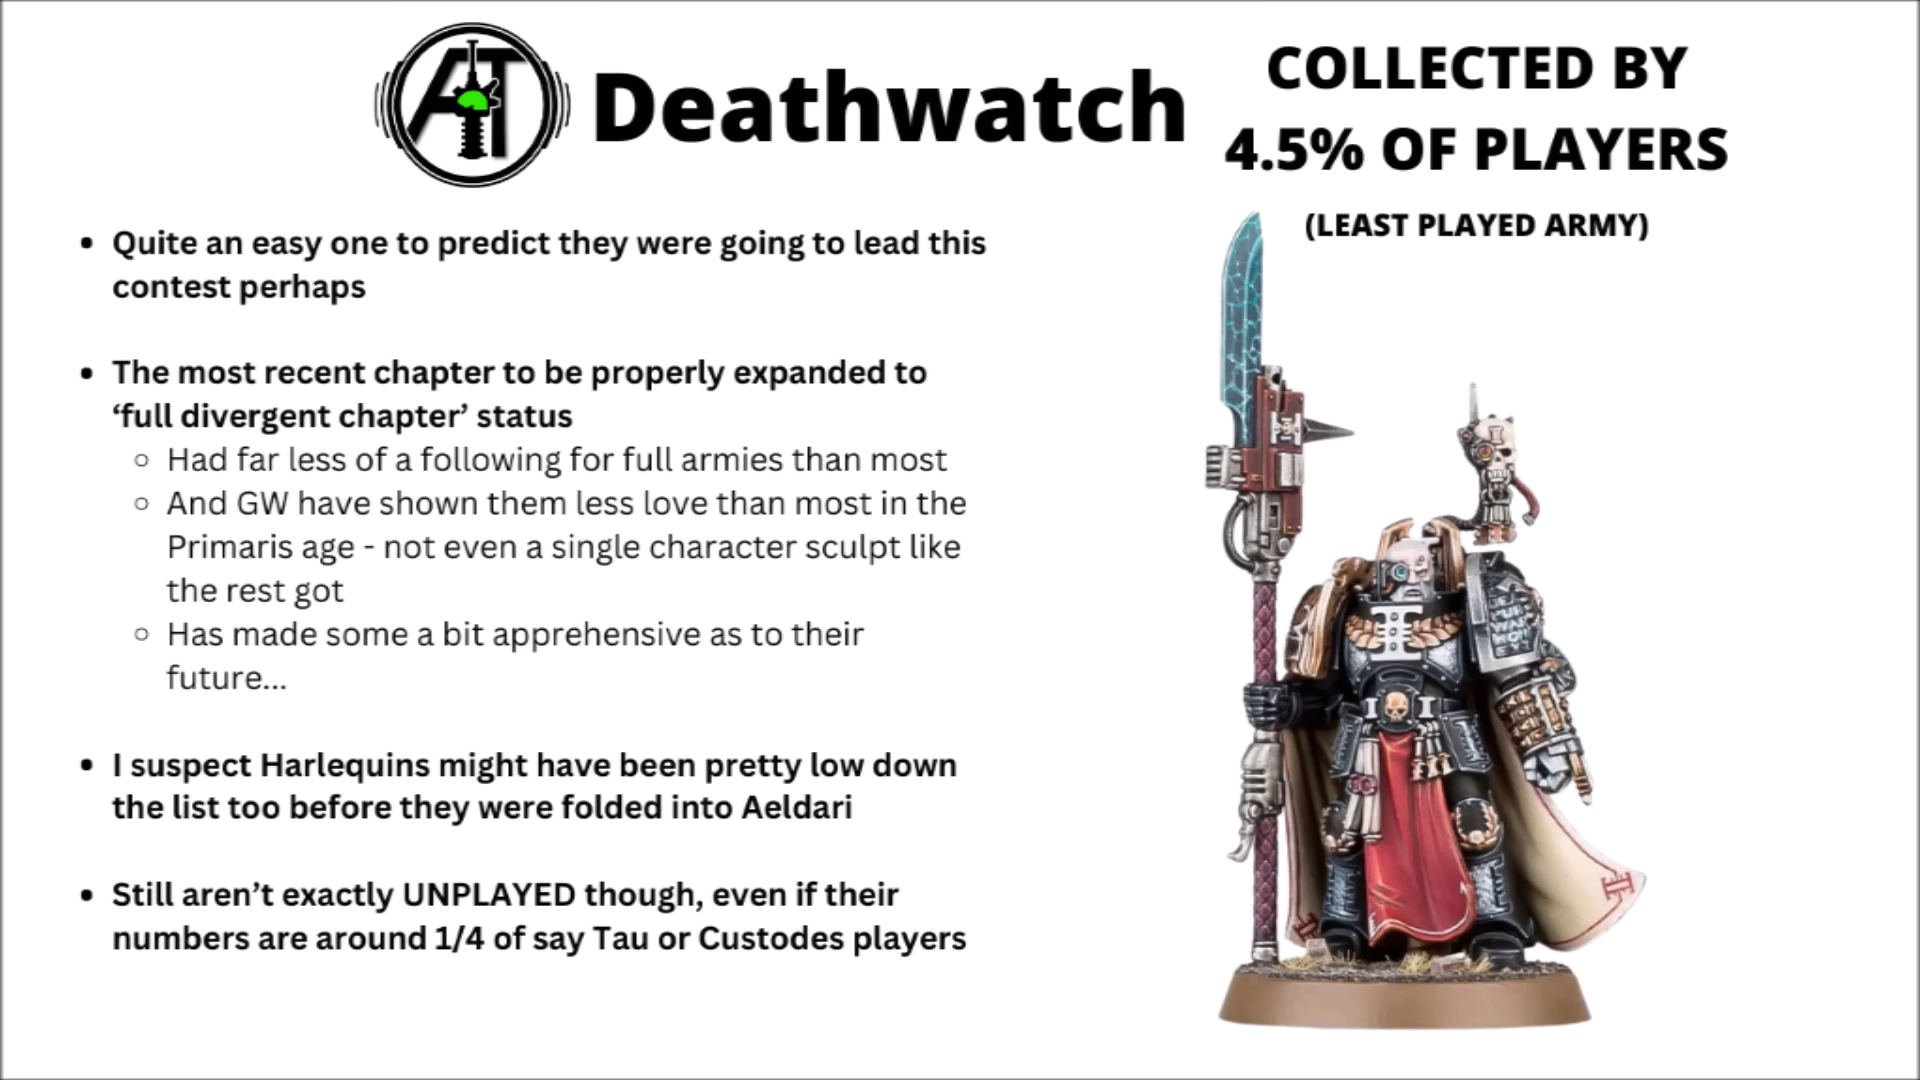 AT
Deathwatch
COLLECTED BY
4.5% OF PLAYERS
(LEAST PLAYED ARMY)
• Quite an easy one to predict they were going to lead this
contest perhaps
• The most recent chapter to be properly expanded to
‘full divergent chapter’ status
○ Had far less of a following for full armies than most
○ And GW have shown them less love than most in the
Primaris age - not even a single character sculpt like
the rest got
○ Has made some a bit apprehensive as to their
future...
• I suspect Harlequins might have been pretty low down
the list too before they were folded into Aeldari
• Still aren’t exactly UNPLAYED though, even if their
numbers are around 1/4 of say Tau or Custodes players